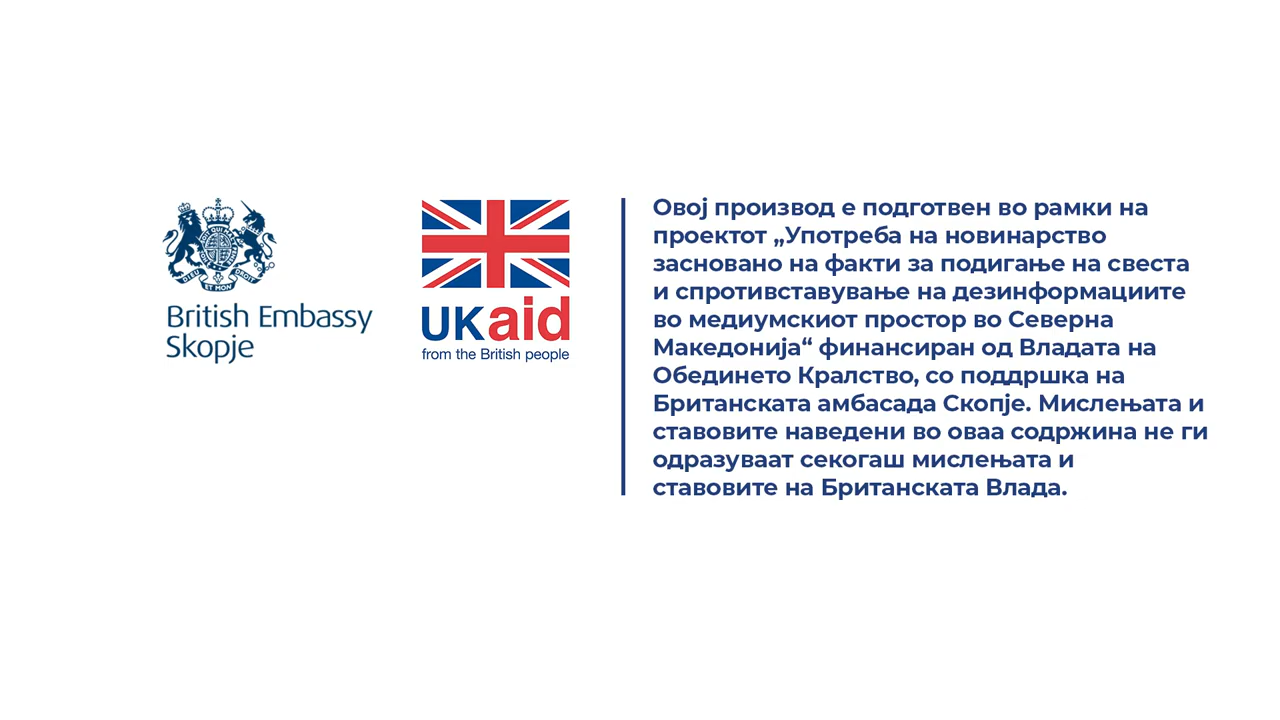 British Embassy
Skopje
UKaid
from the British people
Овој производ е подготвен во рамки на
проектот „Употреба на новинарство
засновано на факти за подигање на свеста
и спротивставување на дезинформациите
во медиумскиот простор во Северна
Македонија“ финансиран од Владата на
Обединето Кралство, со поддршка на
Британската амбасада Скопје. Мислењата и
ставовите наведени во оваа содржина не ги
одразуваат секогаш мислењата и
ставовите на Британската Влада.